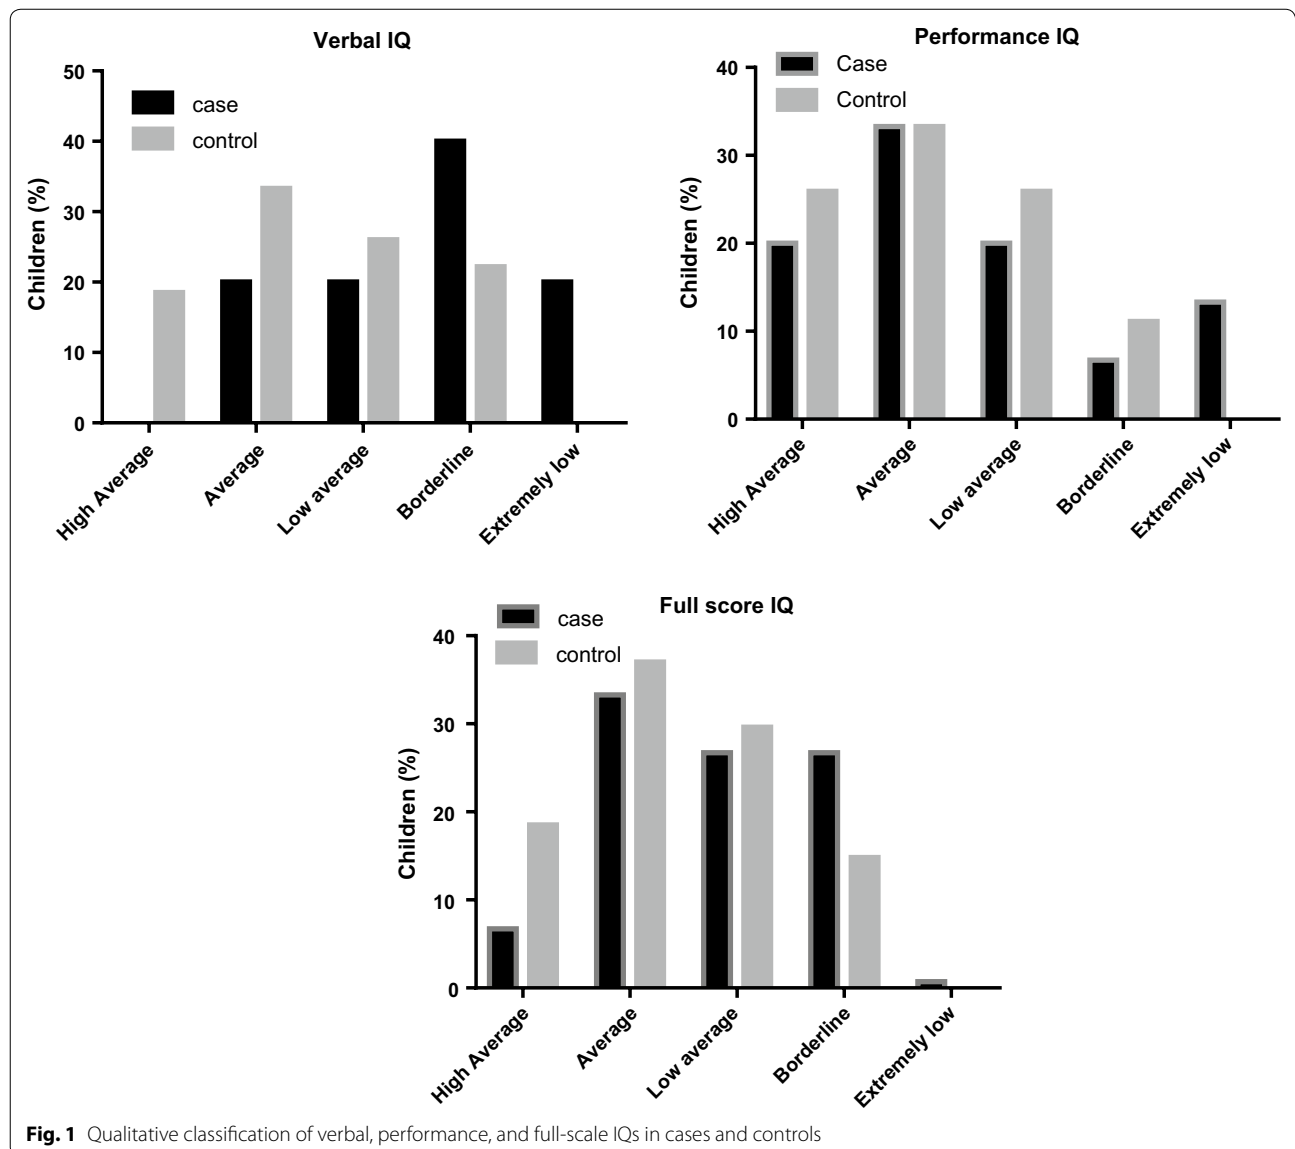 Verbal IQ
case
control
Children (%)
50
40
30
20
10
0
High Average
Average
Low average
Borderline
Extremely low
Performance IQ
Case
Control
Children (%)
40
30
20
10
0
High Average
Average
Low average
Borderline
Extremely low
Full score IQ
case
control
Children (%)
40
30
20
10
0
High Average
Average
Low average
Borderline
Extremely low
Fig. 1 Qualitative classification of verbal, performance, and full-scale IQs in cases and controls